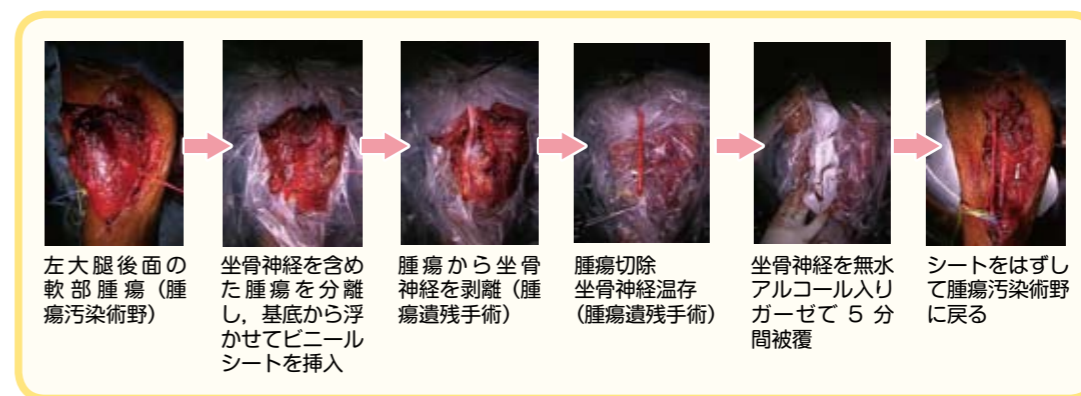 左大腿後面の
軟部腫瘍（腫
瘍汚染術野）
坐骨神経を含め
た腫瘍を分離
し，基底から浮
かせてビニール
シートを挿入
腫瘍から坐骨
神経を剥離（腫
瘍遺残手術）
腫瘍切除
坐骨神経温存
（腫瘍遺残手術）
坐骨神経を無水
アルコール入り
ガーゼで 5 分
間被覆
シートをはずし
て腫瘍汚染術野
に戻る